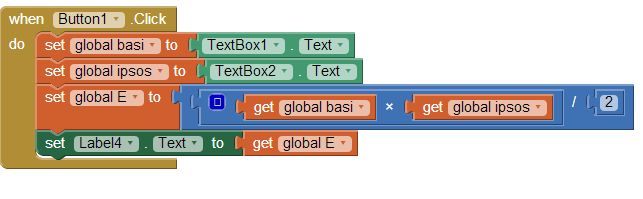 when Button1 .Click
do set global basi to TextBox1 . Text
set global ipsos to TextBox2 . Text
set global E to get global basi × get global ipsos / 2
set Label4 . Text to get global E